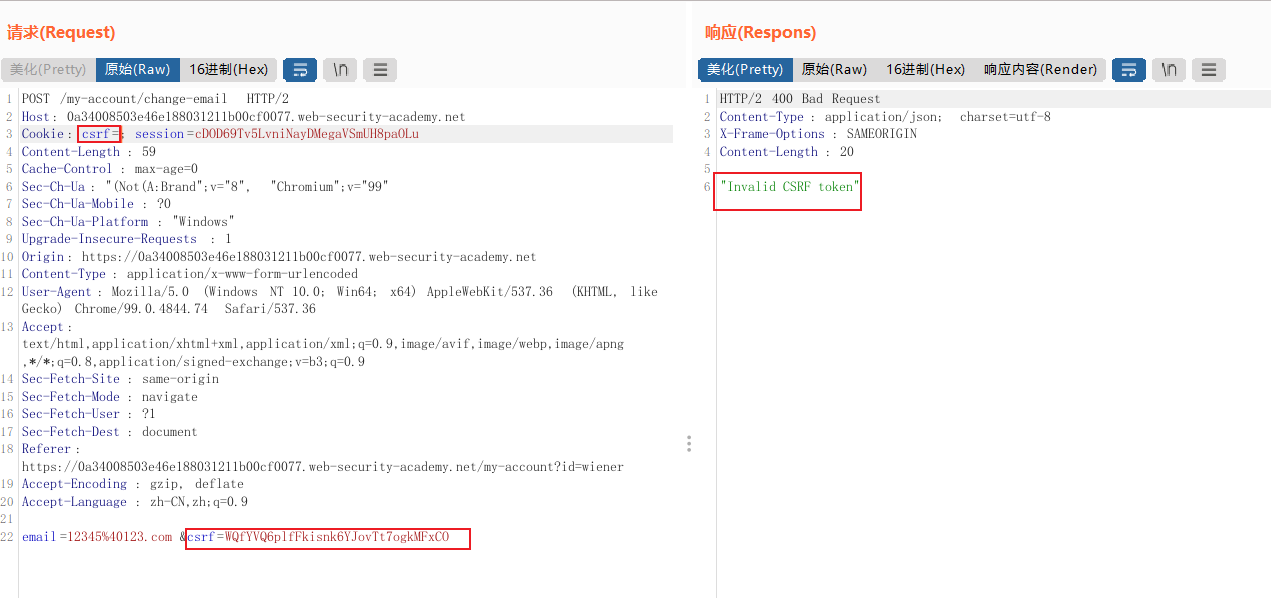 请求(Request)
美化(Pretty) 原始(Raw) 16进制(Hex) \n
1 POST /my-account/change-email HTTP/2
2 Host: 0a34008503e46e188031211b00cf0077.web-security-academy.net
3 Cookie: csrf=; session=cDOD69Tv5LvniNayDMegaVSmUH8paOLu
4 Content-Length : 59
5 Cache-Control : max-age=0
6 Sec-Ch-Ua : "(Not(A:Brand";v="8", "Chromium";v="99"
7 Sec-Ch-Ua-Mobile : ?0
8 Sec-Ch-Ua-Platform : "Windows"
9 Upgrade-Insecure-Requests : 1
10 Origin: https://0a34008503e46e188031211b00cf0077.web-security-academy.net
11 Content-Type : application/x-www-form-urlencoded
12 User-Agent : Mozilla/5.0 (Windows NT 10.0; Win64; x64) AppleWebKit/537.36 (KHTML, like
Gecko) Chrome/99.0.4844.74 Safari/537.36
13 Accept:
text/html,application/xhtml+xml,application/xml;q=0.9,image/avif,image/webp,image/apng
,*/*;q=0.8,application/signed-exchange;v=b3;q=0.9
14 Sec-Fetch-Site : same-origin
15 Sec-Fetch-Mode : navigate
16 Sec-Fetch-User : ?1
17 Sec-Fetch-Dest : document
18 Referer:
https://0a34008503e46e188031211b00cf0077.web-security-academy.net/my-account?id=wiener
19 Accept-Encoding : gzip, deflate
20 Accept-Language : zh-CN,zh;q=0.9
21
22 email=12345%40123.com &csrf=WQfYVQ6plfFkisnk6YJovTt7ogkMFxCO
响应(Respons)
美化(Pretty) 原始(Raw) 16进制(Hex) 响应内容(Render) \n
1 HTTP/2 400 Bad Request
2 Content-Type : application/json; charset=utf-8
3 X-Frame-Options : SAMEORIGIN
4 Content-Length : 20
5
6 "Invalid CSRF token"